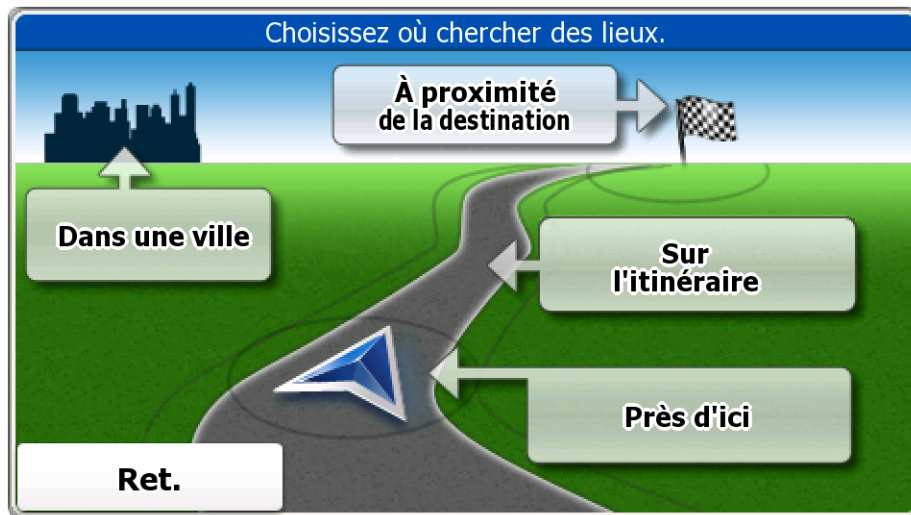 Choisissez où chercher des lieux.
À proximité
de la destination
Dans une ville
Sur
l'itinéraire
Près d'ici
Ret.